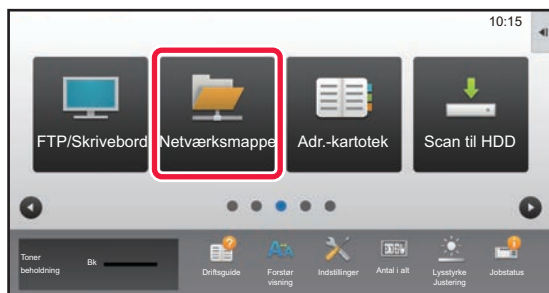 10:15
FTP/Skrivebord Netværksmappe Adr.-kartotek Scan til HDD
Toner
beholdning
Bk
Driftsguide
Forstør
visning
Indstillinger
Antal i alt
Lysstyrke
Justering
Jobstatus